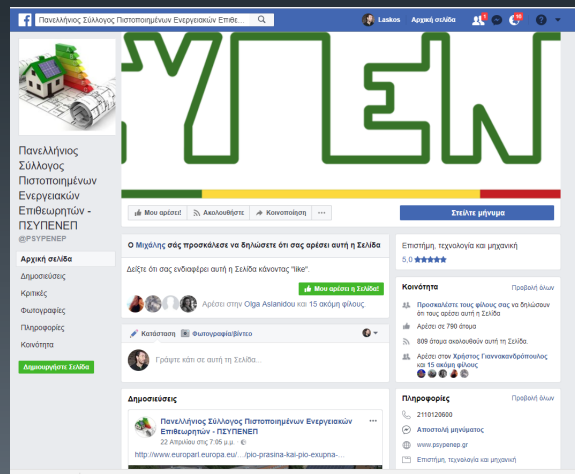 Πανελλήνιος Σύλλογος Πιστοποιημένων Ενεργειακών Επιθε...
Laskos
Αρχική σελίδα
ΥΠΕΝ
Πανελλήνιος
Σύλλογος
Πιστοποιημένων
Ενεργειακών
Επιθεωρητών -
ΠΣΥΠΕΝΕΠ
@PSYPENEP
Αρχική σελίδα
Δημοσιεύσεις
Κριτικές
Φωτογραφίες
Πληροφορίες
Κοινότητα
Δημιουργήστε Σελίδα
Μου αρέσει! Ακολουθήστε Κοινοποίηση ...
Στείλτε μήνυμα
Ο Μιχάλης σάς προσκάλεσε να δηλώσετε ότι σας αρέσει αυτή η Σελίδα
Δείξτε ότι σας ενδιαφέρει αυτή η Σελίδα κάνοντας "like".
Μου αρέσει η Σελίδα!
Αρέσει στην Olga Aslanidou και 15 ακόμη φίλους.
Κατάσταση Φωτογραφία/βίντεο
Γράψτε κάτι σε αυτή τη Σελίδα...
Δημοσιεύσεις
Πανελλήνιος Σύλλογος Πιστοποιημένων Ενεργειακών
Επιθεωρητών - ΠΣΥΠΕΝΕΠ
22 Απριλίου στις 7:05 μ.μ.
http://www.europarl.europa.eu/.../pio-prasina-kai-pio-exupna-...
Επιστήμη, τεχνολογία και μηχανική
5,0 ★★★★★
Κοινότητα Προβολή όλων
Προσκαλέστε τους φίλους σας να δηλώσουν
ότι τους αρέσει αυτή η Σελίδα
Αρέσει σε 790 άτομα
809 άτομα ακολουθούν αυτή τη Σελίδα.
Αρέσει στον Χρήστος Γιαννακανδρόπουλος
και 15 ακόμη φίλους
Πληροφορίες Προβολή όλων
2110120600
Αποστολή μηνύματος
www.psypenep.gr
Επιστήμη, τεχνολογία και μηχανική